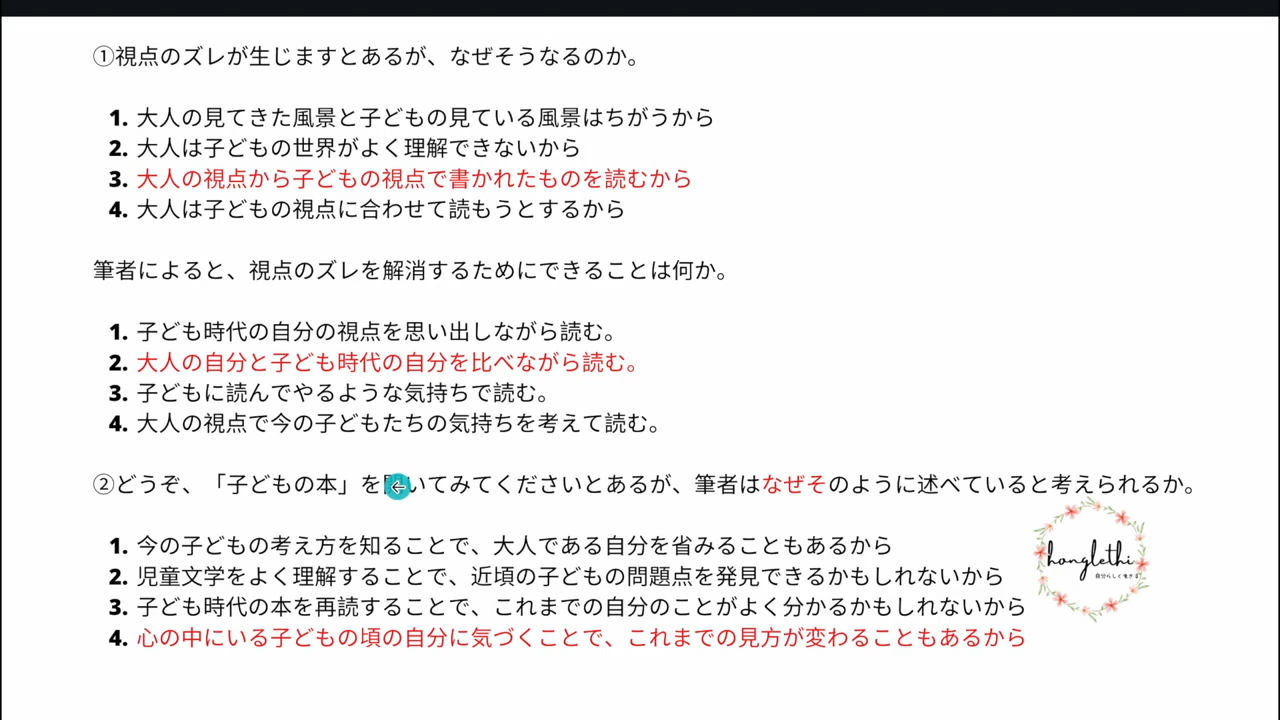 ①視点のズレが生じますとあるが、なぜそうなるのか。
1. 大人の見てきた風景と子どもの見ている風景はちがうから
2. 大人は子どもの世界がよく理解できないから
3. 大人の視点から子どもの視点で書かれたものを読むから
4. 大人は子どもの視点に合わせて読もうとするから
筆者によると、視点のズレを解消するためにできることは何か。
1. 子ども時代の自分の視点を思い出しながら読む。
2. 大人の自分と子ども時代の自分を比べながら読む。
3. 子どもに読んでやるような気持ちで読む。
4. 大人の視点で今の子どもたちの気持ちを考えて読む。
②どうぞ、「子どもの本」を いてみてくださいとあるが、筆者はなぜそのように述べていると考えられるか。
1. 今の子どもの考え方を知ることで、大人である自分を省みることもあるから
2. 児童文学をよく理解することで、近頃の子どもの問題点を発見できるかもしれないから
3. 子ども時代の本を再読することで、これまでの自分のことがよく分かるかもしれないから
4. 心の中にいる子どもの頃の自分に気づくことで、これまでの見方が変わることもあるから
honglethi
自分らしく生きる